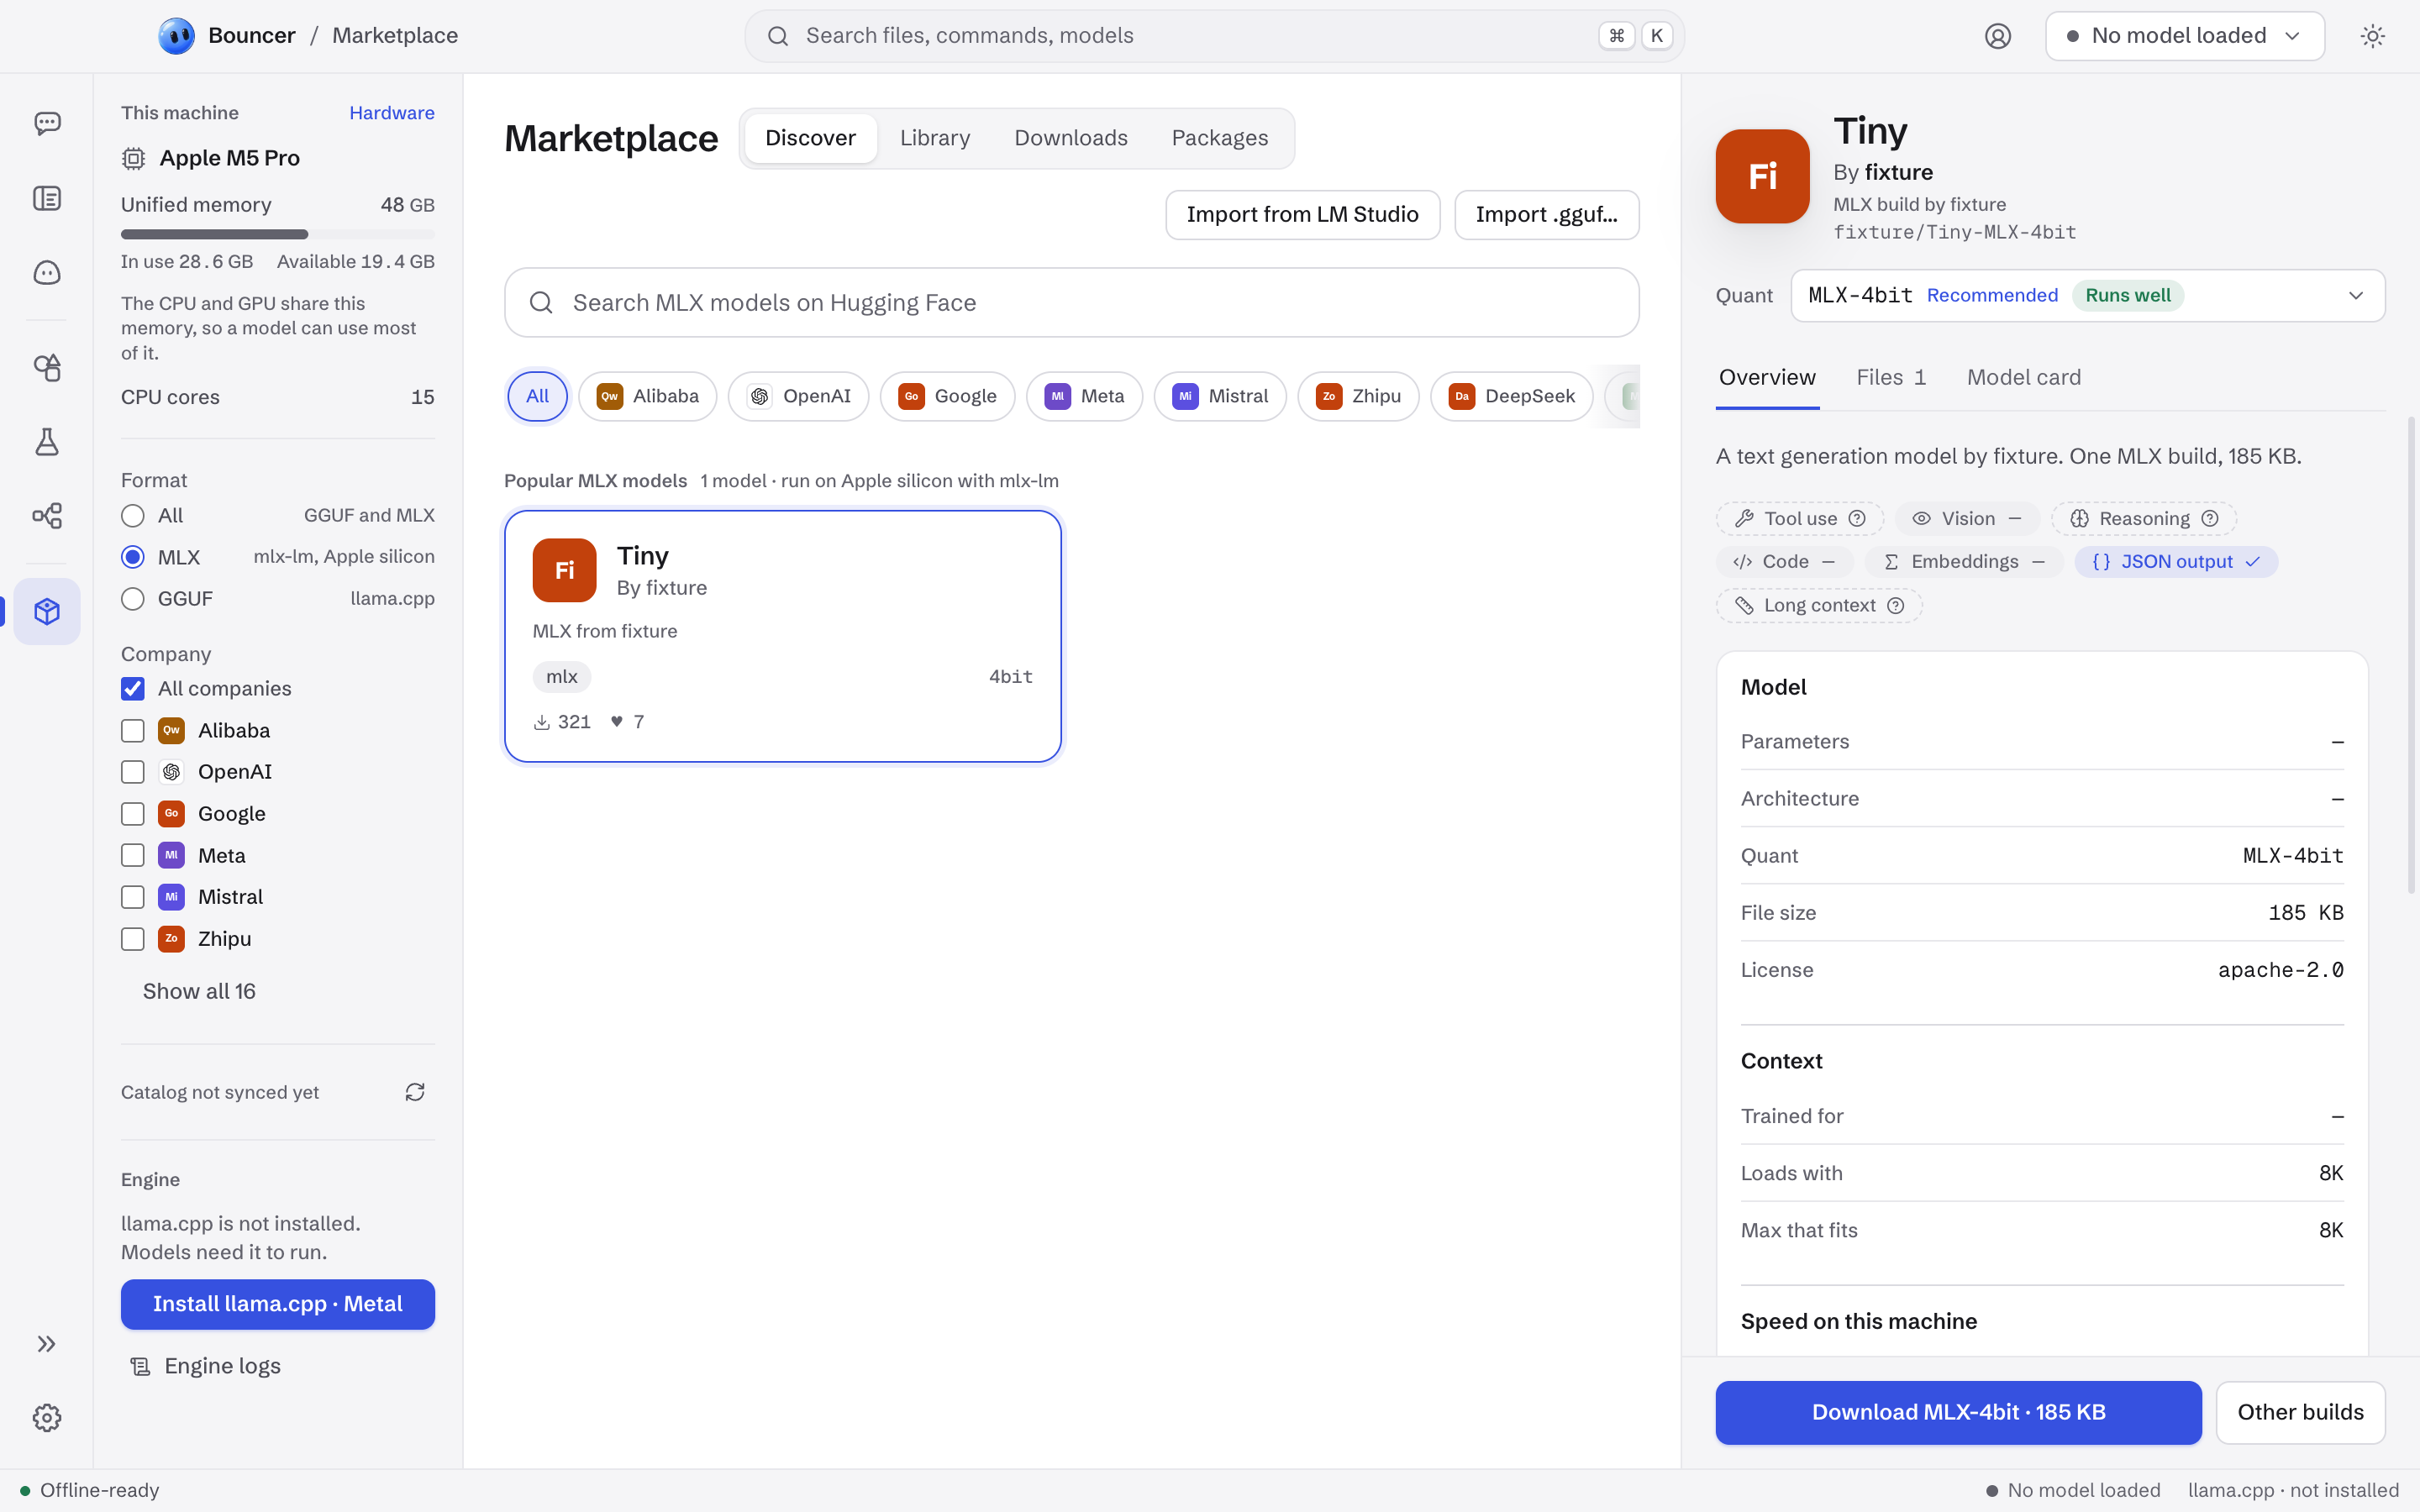 Bouncer / Marketplace
Search files, commands, models
⌘ K
No model loaded
This machine
Hardware
Apple M5 Pro
Unified memory 48 GB
In use 28.6 GB Available 19.4 GB
The CPU and GPU share this
memory, so a model can use most
of it.
CPU cores 15
Format
All GGUF and MLX
MLX mlx-lm, Apple silicon
GGUF llama.cpp
Company
All companies
Qw Alibaba
OpenAI
Go Google
Ml Meta
Mi Mistral
Zo Zhipu
Show all 16
Catalog not synced yet
Engine
llama.cpp is not installed.
Models need it to run.
Install llama.cpp · Metal
Engine logs
Marketplace
Discover Library Downloads Packages
Import from LM Studio Import .gguf...
Search MLX models on Hugging Face
All Qw Alibaba OpenAI Go Google Ml Meta Mi Mistral Zo Zhipu Da DeepSeek
Popular MLX models 1 model · run on Apple silicon with mlx-lm
Fi
Tiny
By fixture
MLX from fixture
mlx 4bit
321 ♥ 7
Fi
Tiny
By fixture
MLX build by fixture
fixture/Tiny-MLX-4bit
Quant MLX-4bit Recommended Runs well
Overview Files 1 Model card
A text generation model by fixture. One MLX build, 185 KB.
Tool use Vision – Reasoning
Code – Embeddings – JSON output
Long context
Model
Parameters –
Architecture –
Quant MLX-4bit
File size 185 KB
License apache-2.0
Context
Trained for –
Loads with 8K
Max that fits 8K
Speed on this machine
Download MLX-4bit · 185 KB
Other builds
Offline-ready
No model loaded llama.cpp · not installed